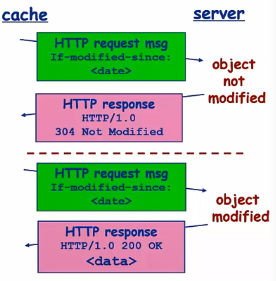 cache
server
HTTP request msg
If-modified-since:
<date>
object
not
modified
HTTP response
HTTP/1.0
304 Not Modified
HTTP request msg
If-modified-since:
<date>
object
modified
HTTP response
HTTP/1.0 200 OK
<data>